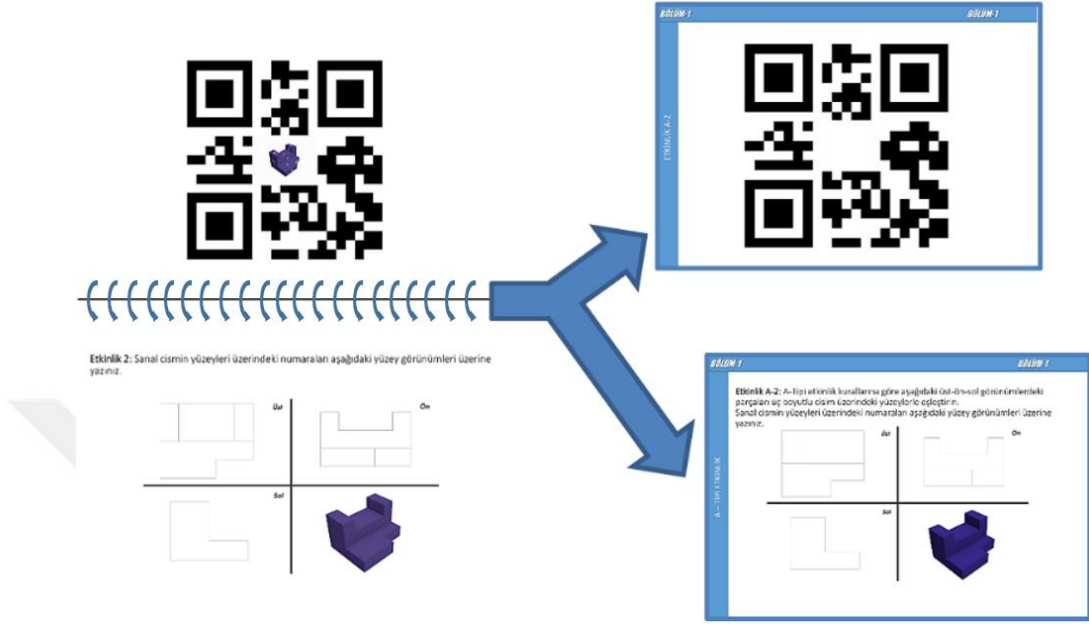 BÖLÜM-1 BÖLÜM-1
ETKİNLİK A-2
Etkinlik 2: Sanal cismin yüzeyleri üzerindeki numaraları aşağıdaki yüzey görünümleri üzerine
yazınız.
Üst Ön
Sol
BÖLÜM-1 BÖLÜM-1
Etkinlik A-2: A-Tipi etkinlik kurallarına göre aşağıdaki üst-ön-sol görünümlerdeki
parçaları üç boyutlu cisim üzerindeki yüzeylerle eşleştirin.
Sanal cismin yüzeyleri üzerindeki numaraları aşağıdaki yüzey görünümleri üzerine
yazınız.
A – TİPİ ETKİNLİK
Üst Ön
Sol